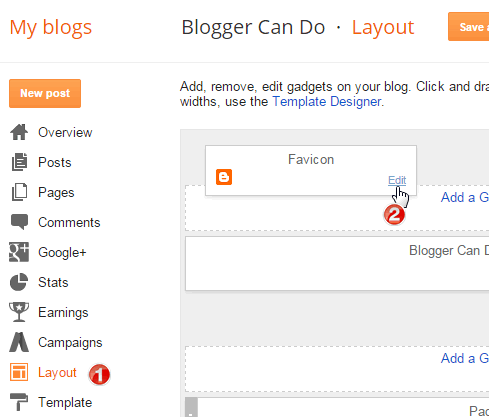 My blogs
Blogger Can Do · Layout
Save a
New post
Add, remove, edit gadgets on your blog. Click and dra
widths, use the Template Designer.
Overview
Posts
Pages
Comments
Google+
Stats
Earnings
Campaigns
Layout
1
Template
Favicon
Edit
2
Add a G
Blogger Can D
Add a G
Pag